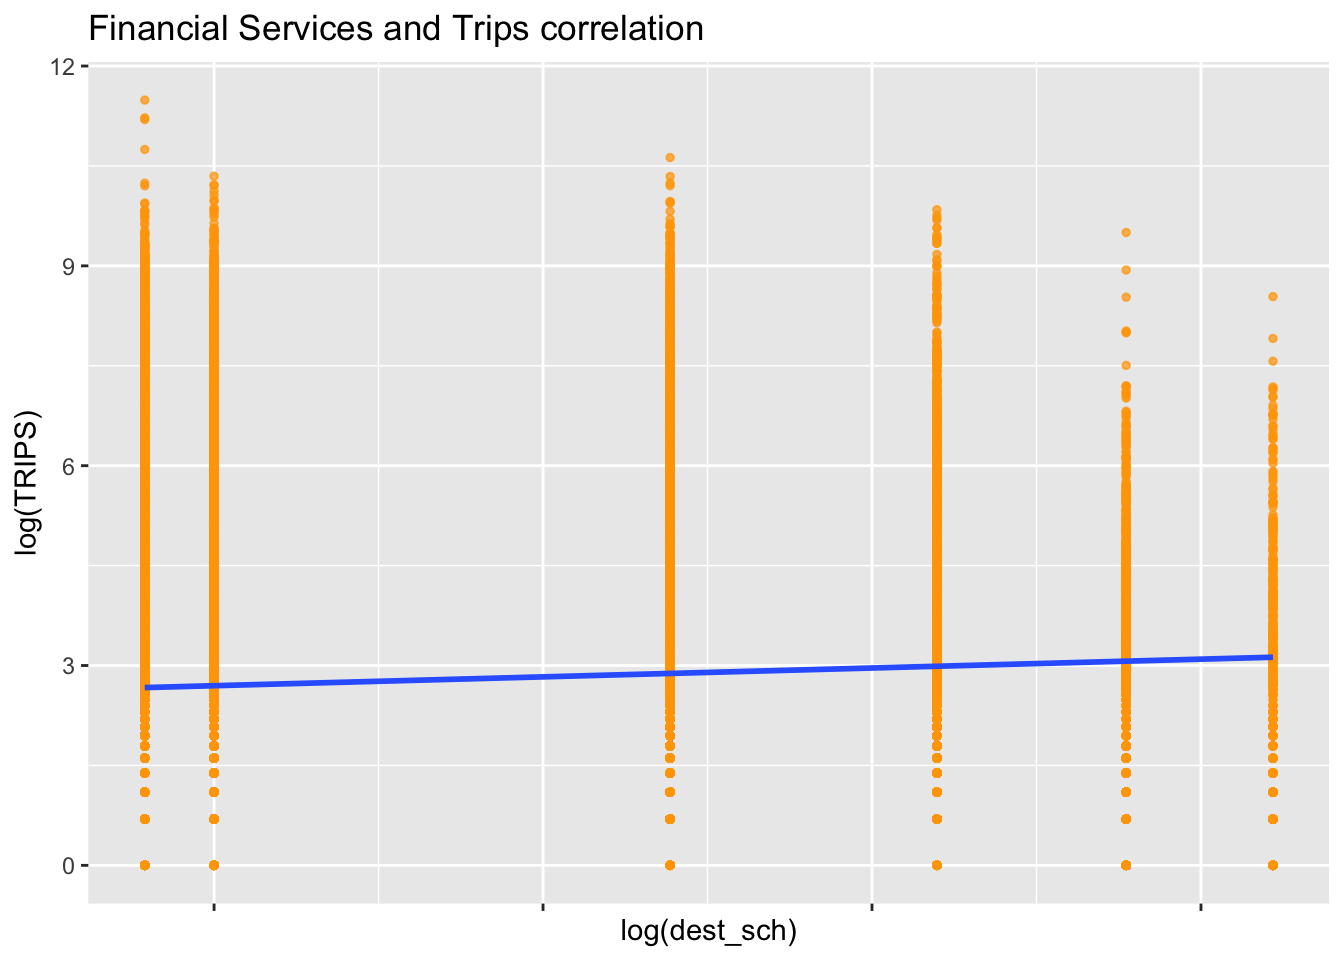 Financial Services and Trips correlation
12
9
6
3
0
log(TRIPS)
log(dest_sch)